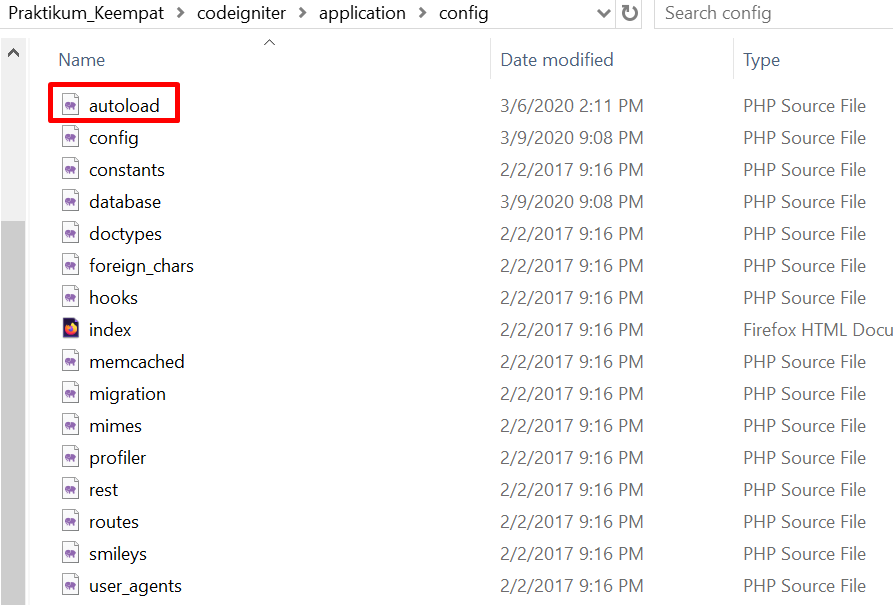 Praktikum_Keempat > codeigniter > application > config Search config
Name Date modified Type
autoload 3/6/2020 2:11 PM PHP Source File
config 3/9/2020 9:08 PM PHP Source File
constants 2/2/2017 9:16 PM PHP Source File
database 3/9/2020 9:08 PM PHP Source File
doctypes 2/2/2017 9:16 PM PHP Source File
foreign_chars 2/2/2017 9:16 PM PHP Source File
hooks 2/2/2017 9:16 PM PHP Source File
index 2/2/2017 9:16 PM Firefox HTML Docu
memcached 2/2/2017 9:16 PM PHP Source File
migration 2/2/2017 9:16 PM PHP Source File
mimes 2/2/2017 9:16 PM PHP Source File
profiler 2/2/2017 9:16 PM PHP Source File
rest 2/2/2017 9:16 PM PHP Source File
routes 2/2/2017 9:16 PM PHP Source File
smileys 2/2/2017 9:16 PM PHP Source File
user_agents 2/2/2017 9:16 PM PHP Source File